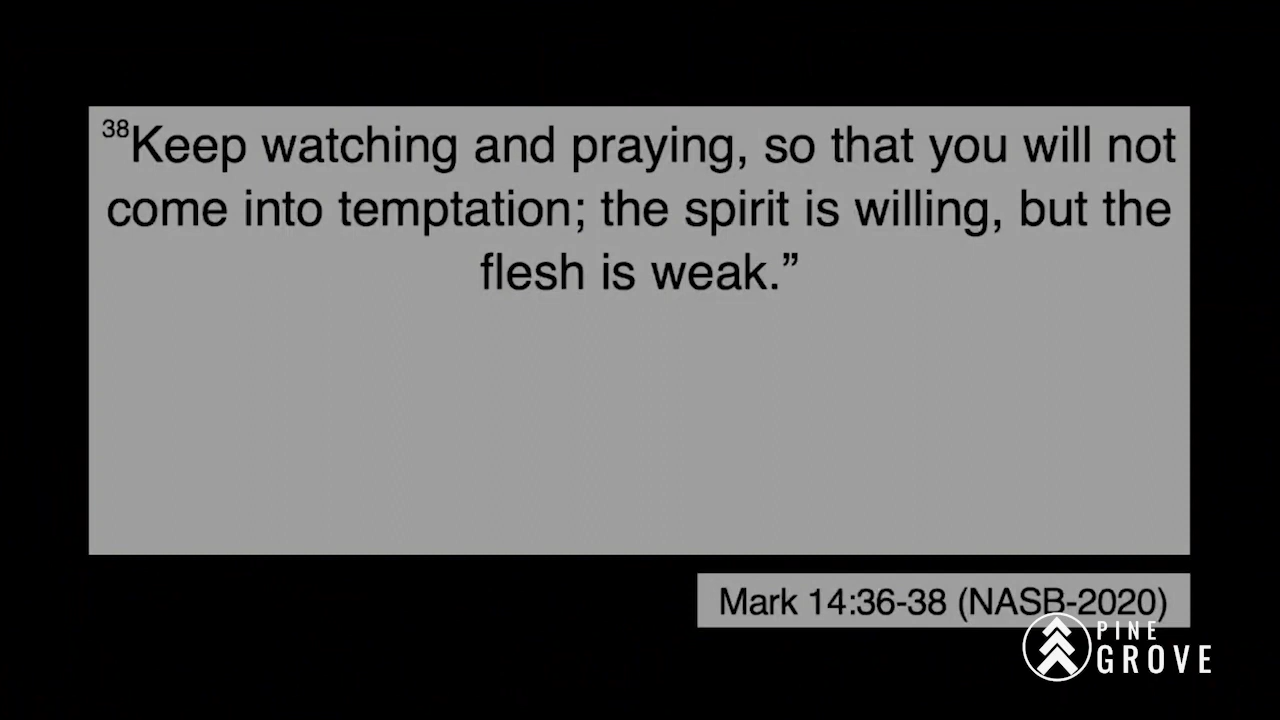 38Keep watching and praying, so that you will not
come into temptation; the spirit is willing, but the
flesh is weak.”
Mark 14:36-38 (NASB-2020)
PINE
GROVE